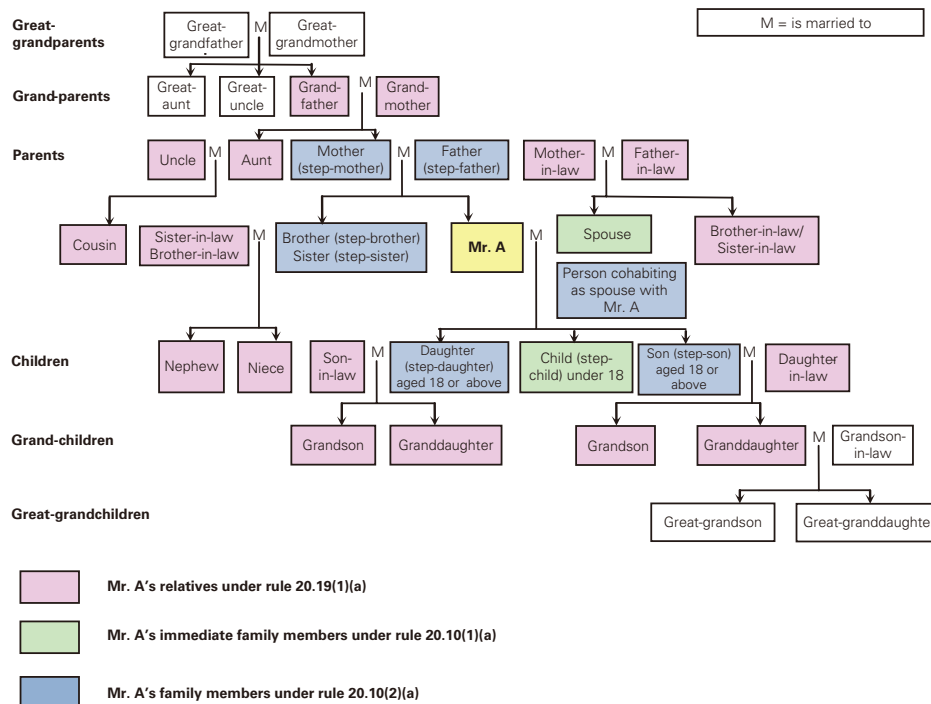 Great-
grandparents
Great-
grandfather
M
Great-
grandmother
M = is married to
Grand-parents
Great-
aunt
Great-
uncle
Grand-
father
M
Grand-
mother
Parents
Uncle
M
Aunt
Mother
(step-mother)
M
Father
(step-father)
Mother-
in-law
M
Father-
in-law
Cousin
Sister-in-law
Brother-in-law
M
Brother (step-brother)
Sister (step-sister)
Mr. A
M
Spouse
Brother-in-law/
Sister-in-law
Person cohabiting
as spouse with
Mr. A
Children
Nephew
Niece
Son-
in-law
M
Daughter
(step-daughter)
aged 18 or above
Child (step-
child) under 18
Son (step-son)
aged 18 or
above
M
Daughter-
in-law
Grand-children
Grandson
Granddaughter
Grandson
Granddaughter
M
Grandson-
in-law
Great-grandchildren
Great-grandson
Great-granddaughte
Mr. A's relatives under rule 20.19(1)(a)
Mr. A's immediate family members under rule 20.10(1)(a)
Mr. A's family members under rule 20.10(2)(a)